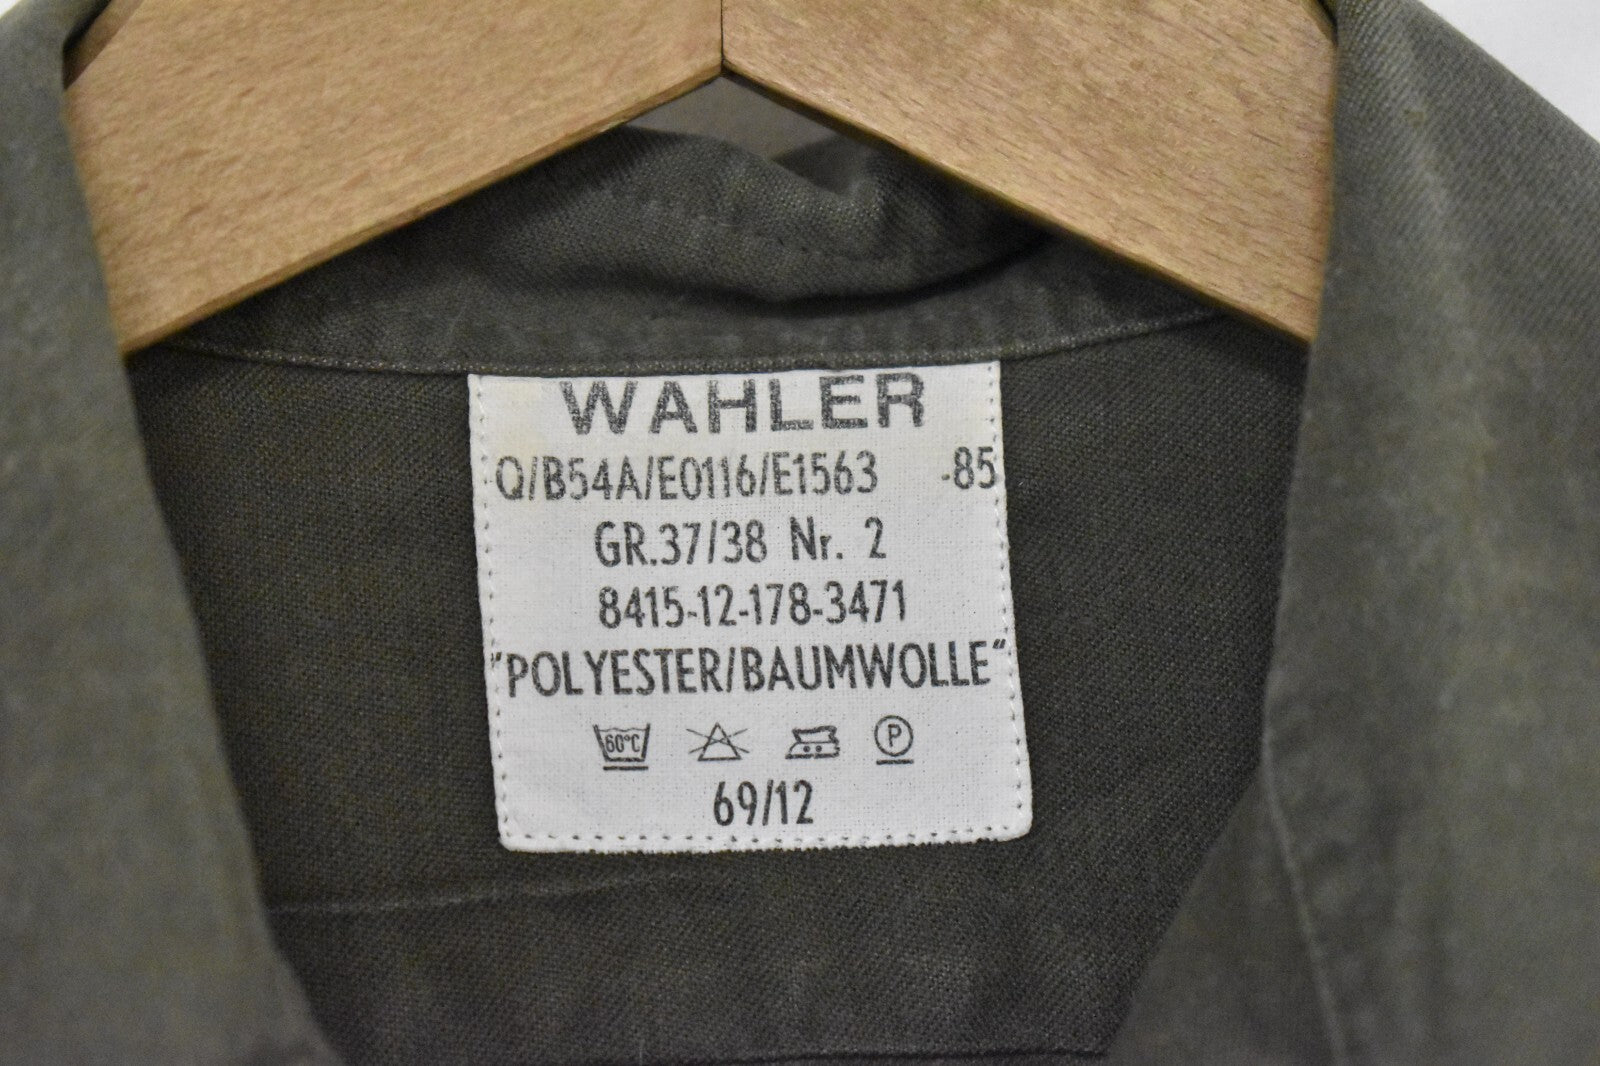 WAHLER
Q/B54A/E0116/E1563 -85
GR.37/38 Nr. 2
8415-12-178-3471
"POLYESTER/BAUMWOLLE"
60°C P
69/12